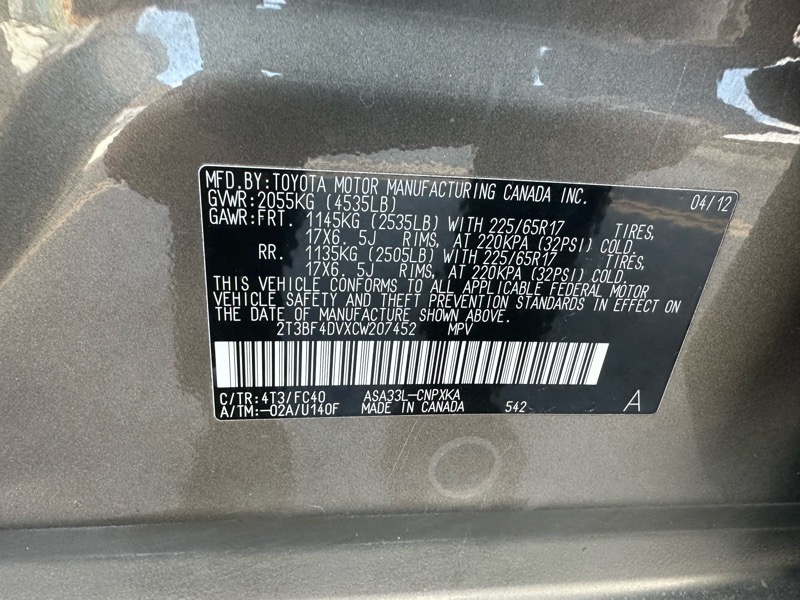 MFD.BY:TOYOTA MOTOR MANUFACTURING CANADA INC. 04/12
GVWR:2055KG (4535LB)
GAWR:FRT. 1145KG (2535LB) WITH 225/65R17 TIRES,
17X6.5J RIMS, AT 220KPA (32PSI) COLD.
RR. 1135KG (2505LB) WITH 225/65R17 TIRES,
17X6.5J RIMS, AT 220KPA (32PSI) COLD.
THIS VEHICLE CONFORMS TO ALL APPLICABLE FEDERAL MOTOR
VEHICLE SAFETY AND THEFT PREVENTION STANDARDS IN EFFECT ON
THE DATE OF MANUFACTURE SHOWN ABOVE.
2T3BF4DVXCW207452 MPV
C/TR:4T3/FC40 ASA33L-CNPXKA
A/TM:-02A/U140F MADE IN CANADA 542 A